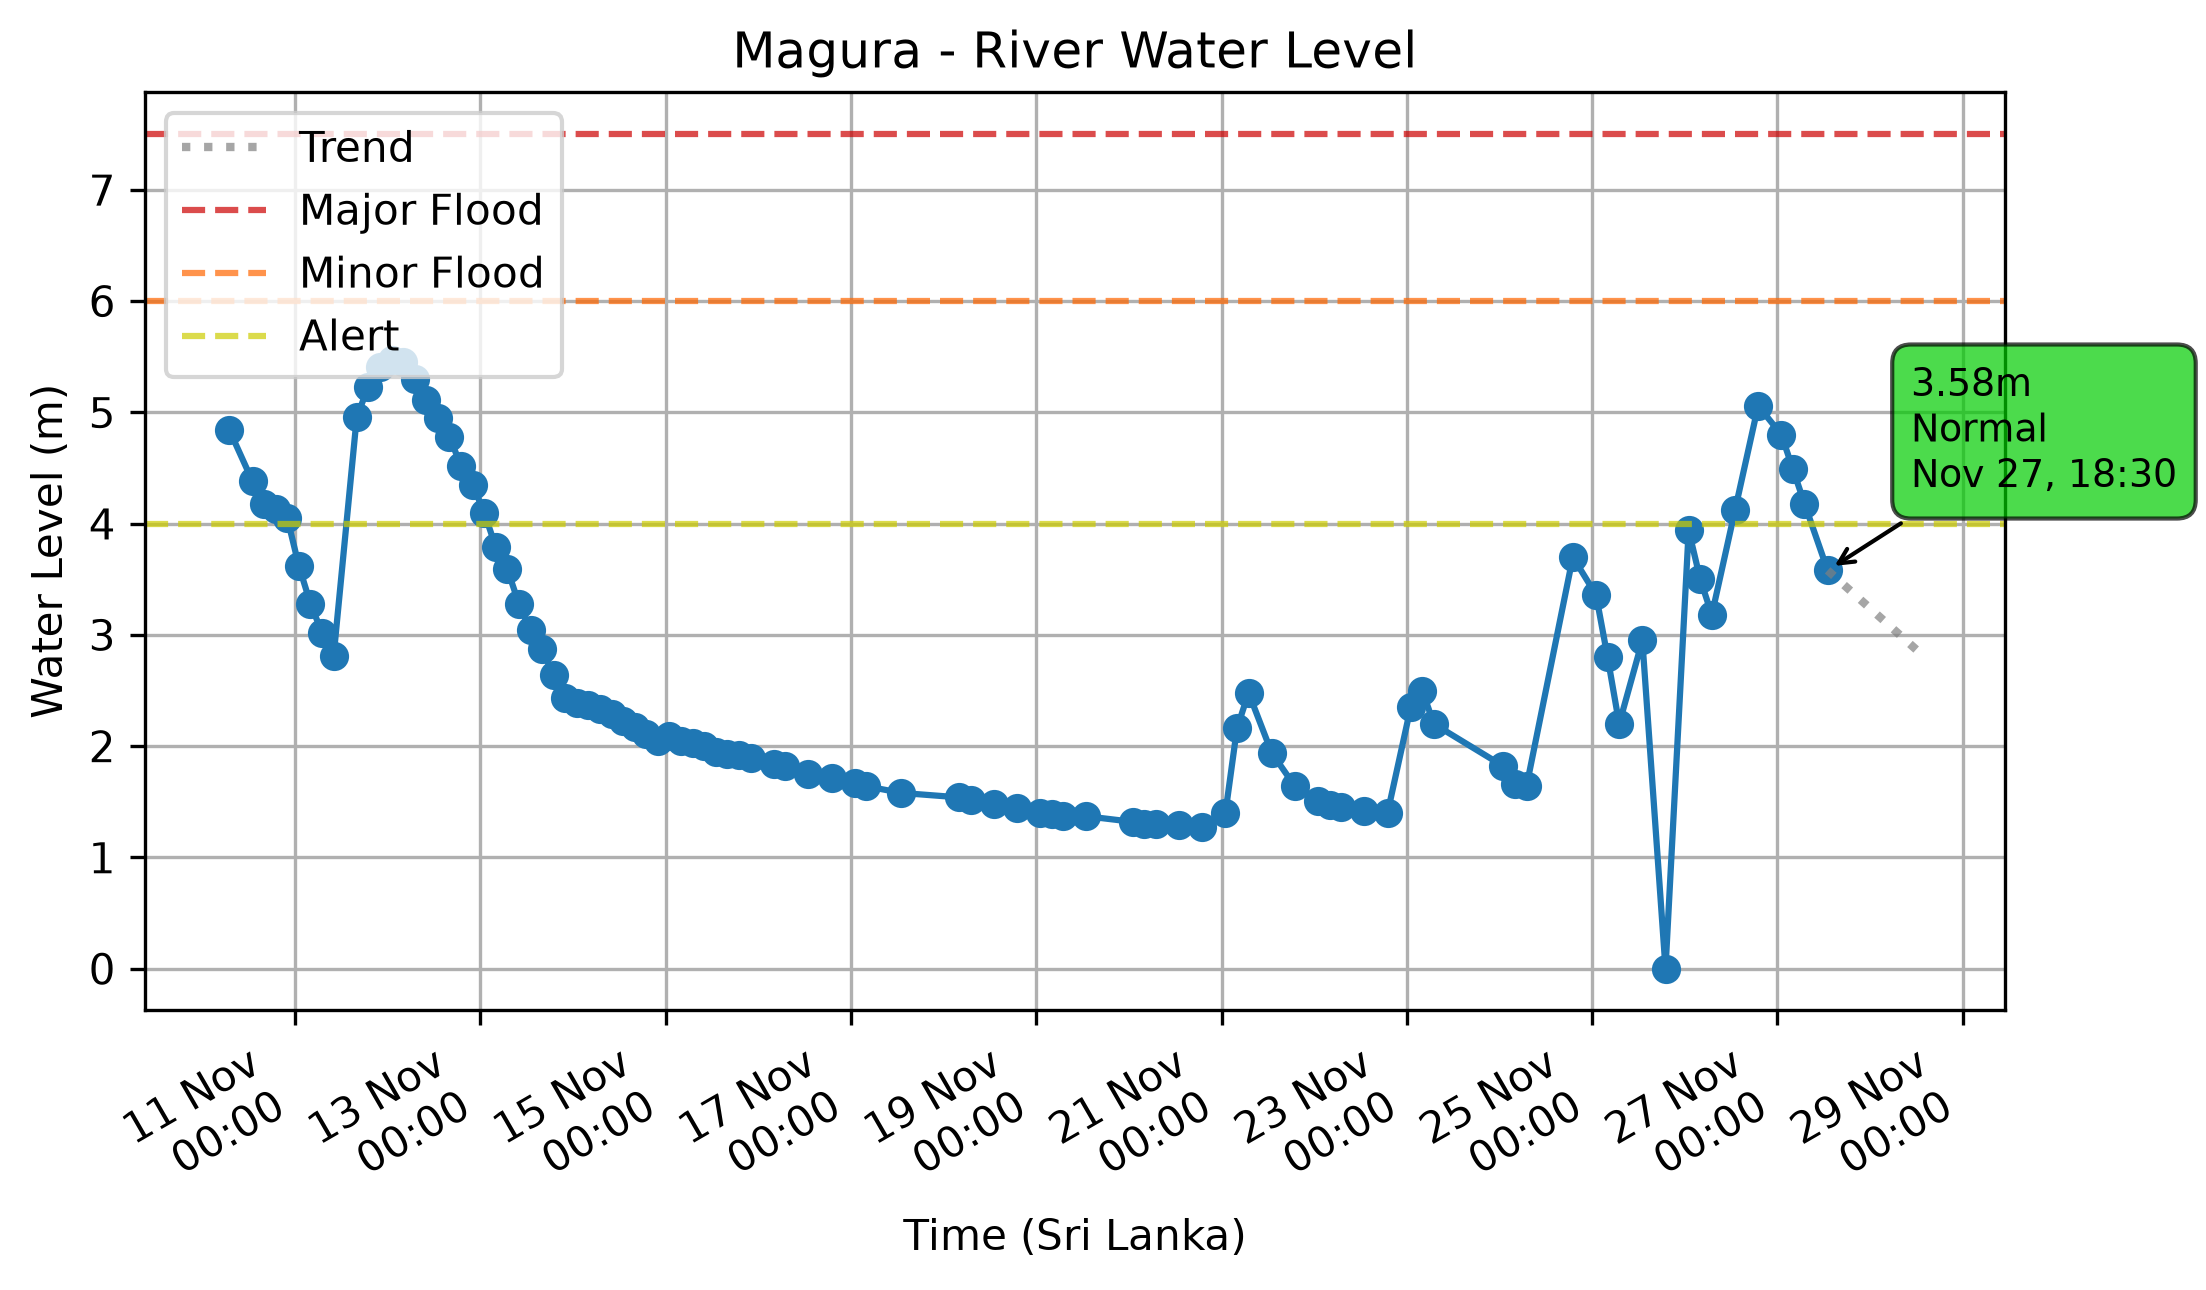 Magura - River Water Level
Trend
Major Flood
Minor Flood
Alert
3.58m
Normal
Nov 27, 18:30
Water Level (m)
7
6
5
4
3
2
1
0
11 Nov
00:00
13 Nov
00:00
15 Nov
00:00
17 Nov
00:00
19 Nov
00:00
21 Nov
00:00
23 Nov
00:00
25 Nov
00:00
27 Nov
00:00
29 Nov
00:00
Time (Sri Lanka)